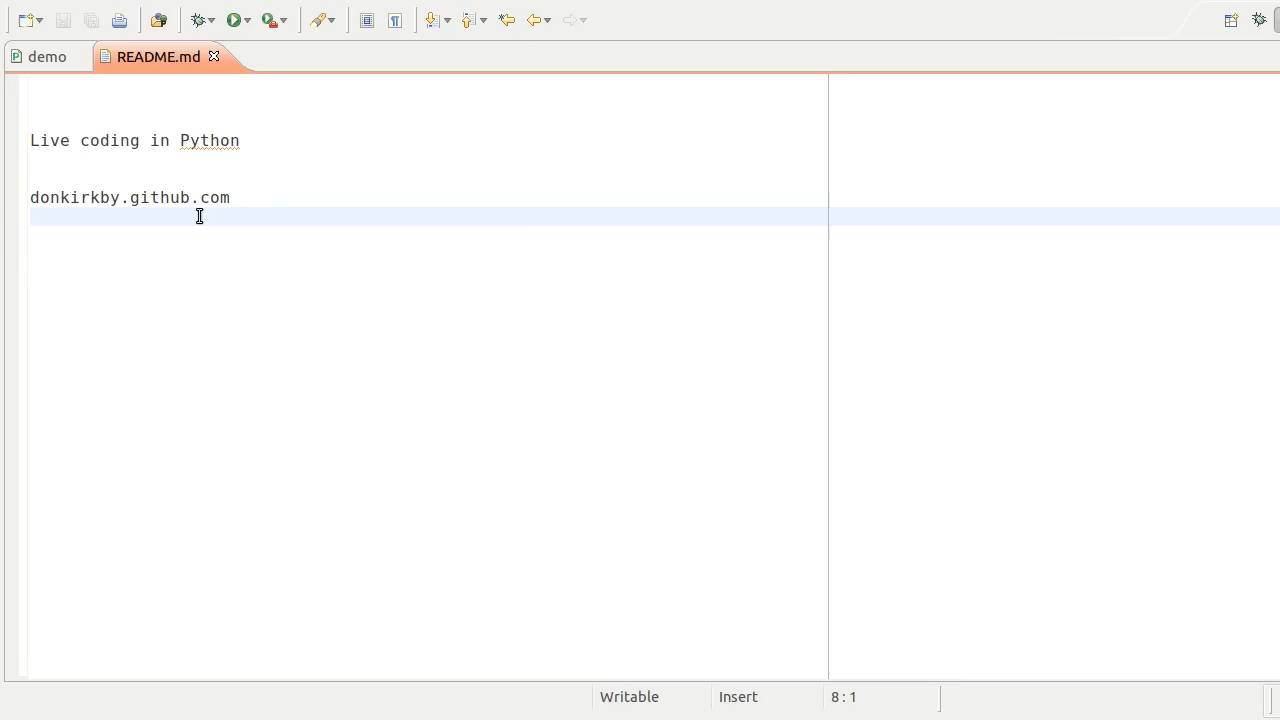 demo
README.md
Live coding in Python
donkirkby.github.com
Writable
Insert
8 : 1